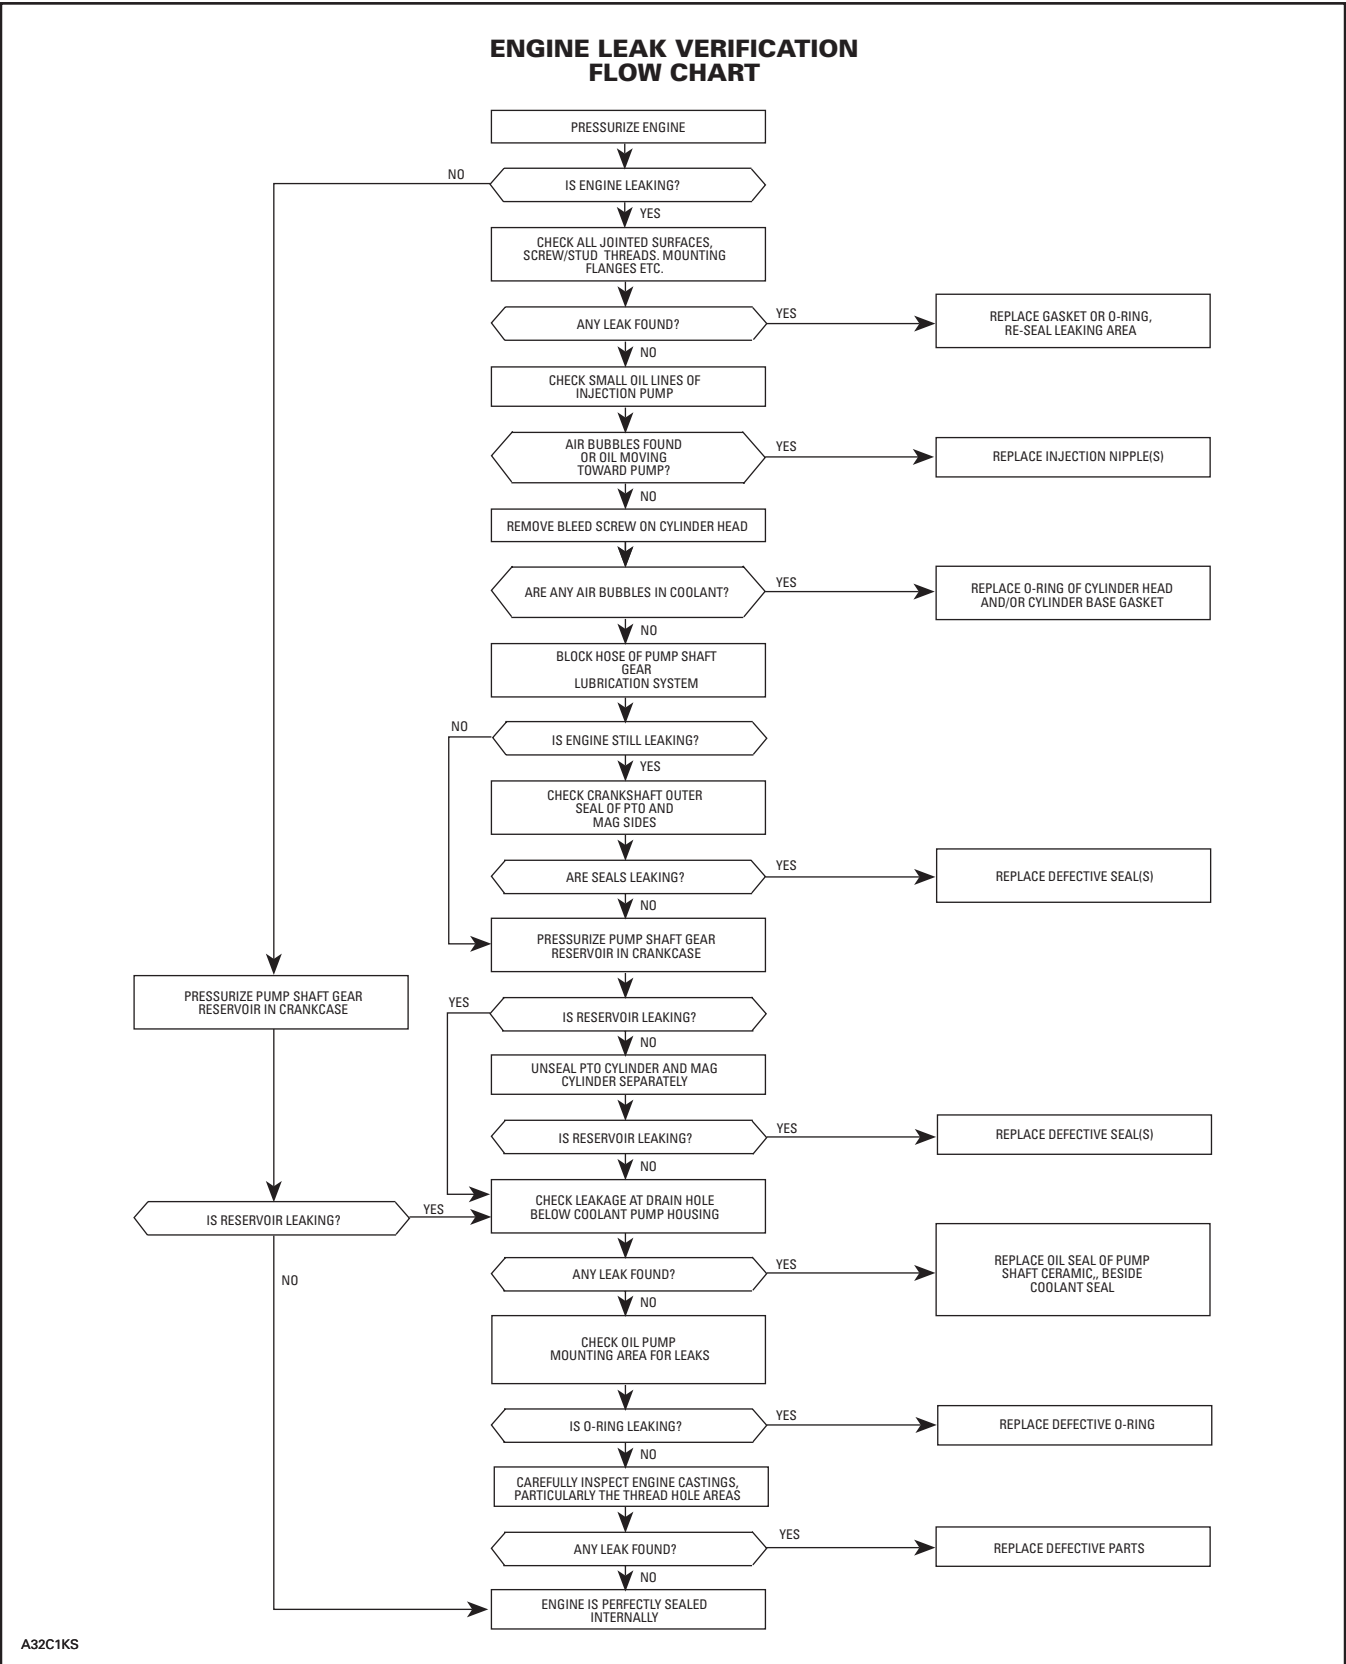 ENGINE LEAK VERIFICATION
FLOW CHART
PRESSURIZE ENGINE
NO
IS ENGINE LEAKING?
YES
CHECK ALL JOINTED SURFACES,
SCREW/STUD THREADS. MOUNTING
FLANGES ETC.
ANY LEAK FOUND?
YES
REPLACE GASKET OR O-RING,
RE-SEAL LEAKING AREA
NO
CHECK SMALL OIL LINES OF
INJECTION PUMP
AIR BUBBLES FOUND
OR OIL MOVING
TOWARD PUMP?
YES
REPLACE INJECTION NIPPLE(S)
NO
REMOVE BLEED SCREW ON CYLINDER HEAD
ARE ANY AIR BUBBLES IN COOLANT?
YES
REPLACE O-RING OF CYLINDER HEAD
AND/OR CYLINDER BASE GASKET
NO
BLOCK HOSE OF PUMP SHAFT
GEAR
LUBRICATION SYSTEM
NO
IS ENGINE STILL LEAKING?
YES
CHECK CRANKSHAFT OUTER
SEAL OF PTO AND
MAG SIDES
ARE SEALS LEAKING?
YES
REPLACE DEFECTIVE SEAL(S)
NO
PRESSURIZE PUMP SHAFT GEAR
RESERVOIR IN CRANKCASE
PRESSURIZE PUMP SHAFT GEAR
RESERVOIR IN CRANKCASE
YES
IS RESERVOIR LEAKING?
NO
UNSEAL PTO CYLINDER AND MAG
CYLINDER SEPARATELY
IS RESERVOIR LEAKING?
YES
REPLACE DEFECTIVE SEAL(S)
NO
IS RESERVOIR LEAKING?
YES
CHECK LEAKAGE AT DRAIN HOLE
BELOW COOLANT PUMP HOUSING
NO
ANY LEAK FOUND?
YES
REPLACE OIL SEAL OF PUMP
SHAFT CERAMIC,, BESIDE
COOLANT SEAL
NO
CHECK OIL PUMP
MOUNTING AREA FOR LEAKS
IS O-RING LEAKING?
YES
REPLACE DEFECTIVE O-RING
NO
CAREFULLY INSPECT ENGINE CASTINGS,
PARTICULARLY THE THREAD HOLE AREAS
ANY LEAK FOUND?
YES
REPLACE DEFECTIVE PARTS
NO
ENGINE IS PERFECTLY SEALED
INTERNALLY
A32C1KS